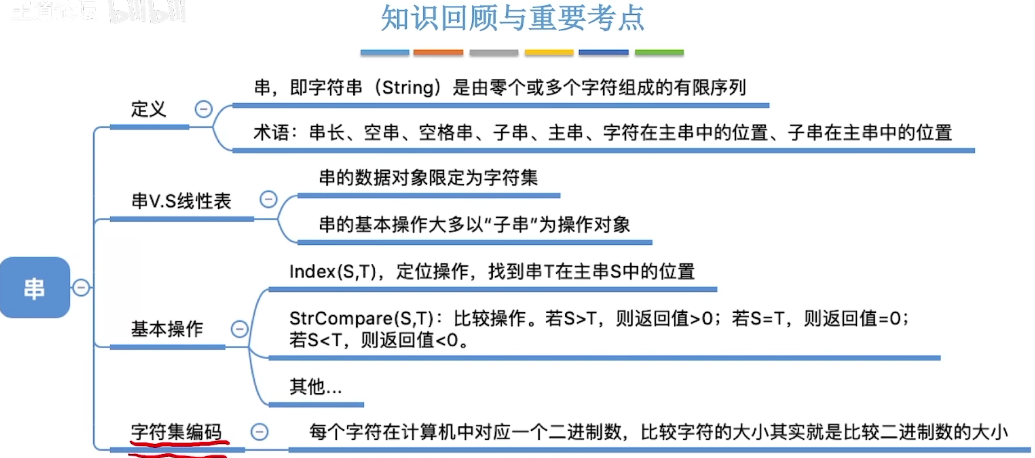 知识回顾与重要考点
串，即字符串（String）是由零个或多个字符组成的有限序列
定义
术语：串长、空串、空格串、子串、主串、字符在主串中的位置、子串在主串中的位置
串的数据对象限定为字符集
串V.S线性表
串的基本操作大多以“子串”为操作对象
串
Index(S,T)，定位操作，找到串T在主串S中的位置
基本操作
StrCompare(S,T)：比较操作。若S>T，则返回值>0；若S=T，则返回值=0；
若S<T，则返回值<0。
其他...
字符集编码
每个字符在计算机中对应一个二进制数，比较字符的大小其实就是比较二进制数的大小